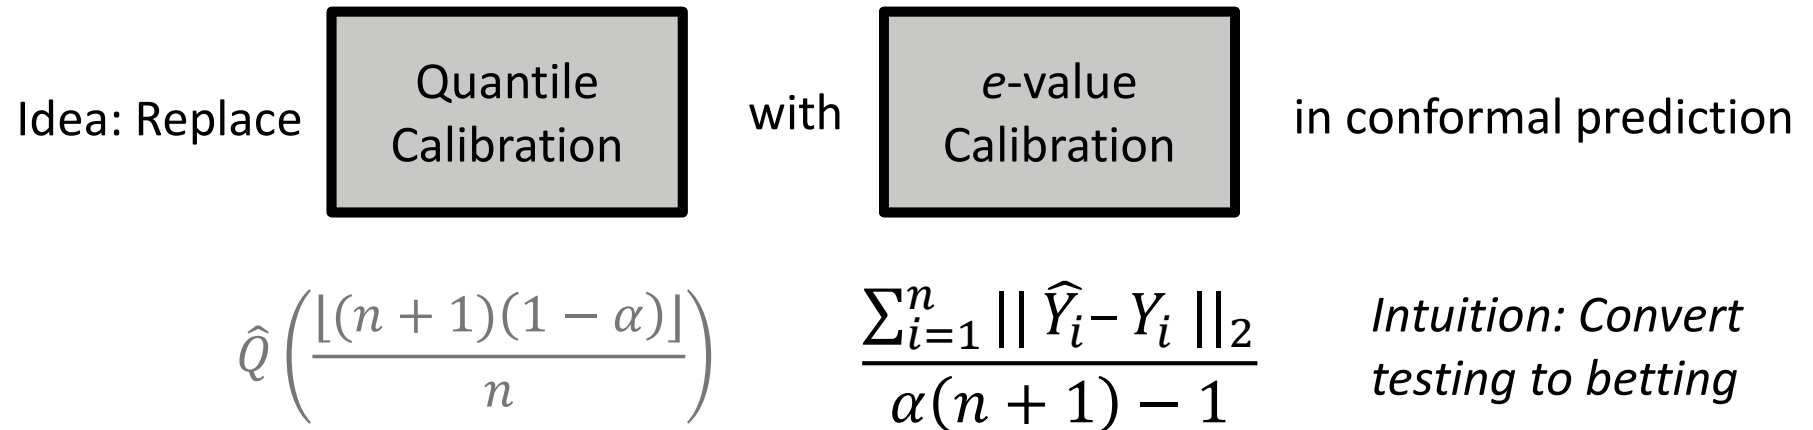 Idea: Replace Quantile Calibration with e-value Calibration in conformal prediction
Q̂(⌊(n + 1)(1 − α)⌋ / n)
∑ⁿᵢ₌₁ || Ŷᵢ − Yᵢ ||₂ / α(n + 1) − 1
Intuition: Convert
testing to betting